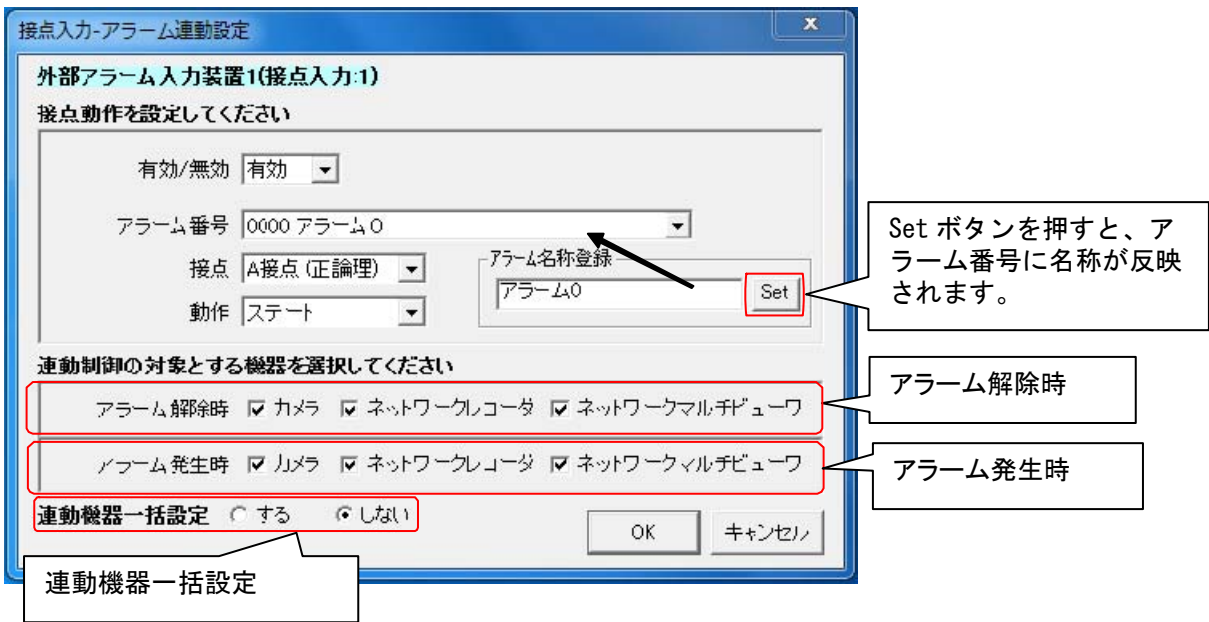 接点入力-アラーム連動設定
x
外部アラーム入力装置1(接点入力:1)
接点動作を設定してください
有効/無効 有効
アラーム番号 0000 アラーム0
接点 A接点 (正論理)
アラーム名称登録
アラーム0 Set
動作 ステート
Set ボタンを押すと、ア
ラーム番号に名称が反映
されます。
連動制御の対象とする機器を選択してください
アラーム解除時 カメラ ネットワークレコーダ ネットワークマルチビューワ
アラーム解除時
アラーム発生時 カメラ ネットワークレコーダ ネットワークマルチビューワ
アラーム発生時
連動機器一括設定 する しない
OK キャンセル
連動機器一括設定